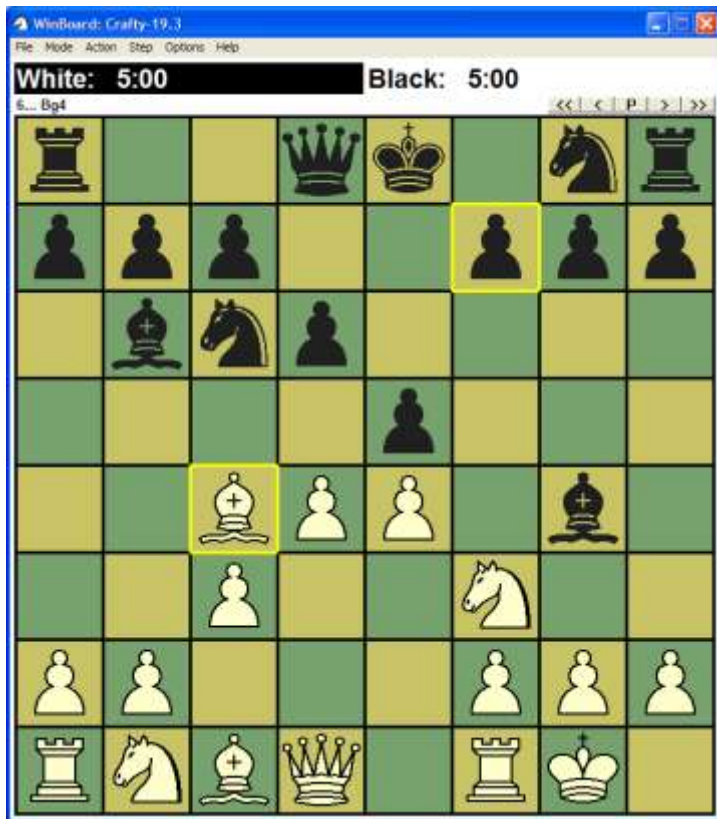 WinBoard: Crafty-19.3
File Mode Action Step Options Help
White: 5:00 Black: 5:00
6... Bg4 << < P > >>